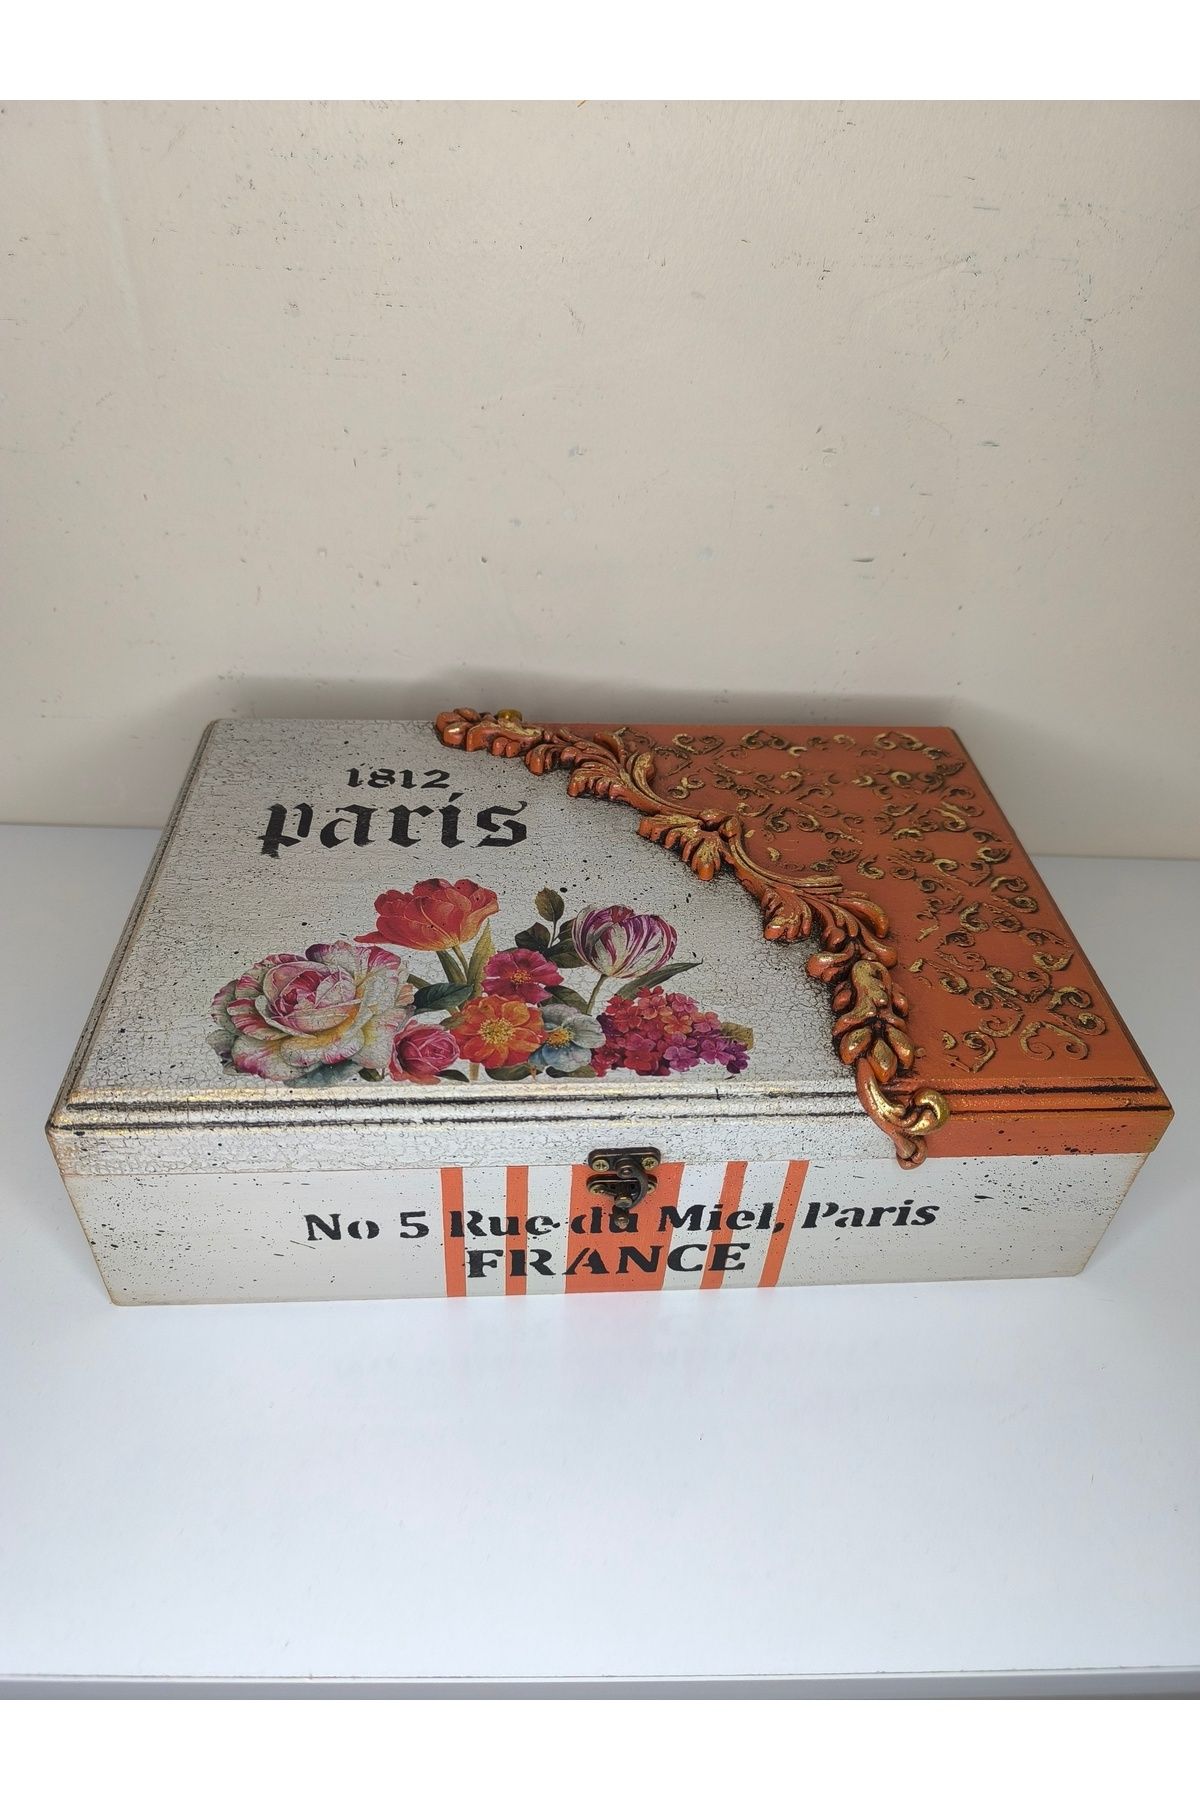 1812
paris
No 5 Rue du Miel, Paris
FRANCE